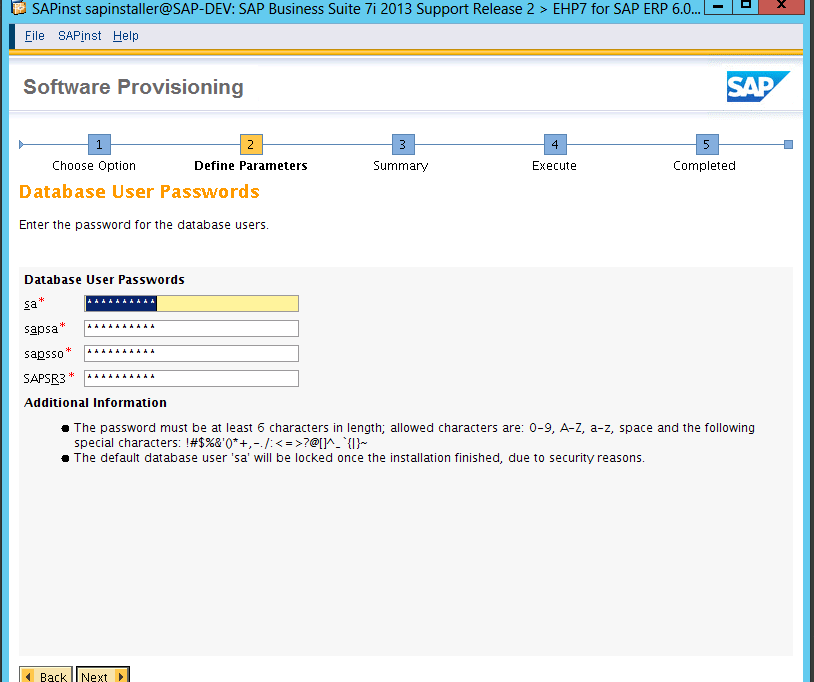 SAPinst sapinstaller@SAP-DEV: SAP Business Suite 7i 2013 Support Release 2 > EHP7 for SAP ERP 6.0...
File SAPinst Help
Software Provisioning
SAP
1 2 3 4 5
Choose Option Define Parameters Summary Execute Completed
Database User Passwords
Enter the password for the database users.
Database User Passwords
sa* **********
sapsa* **********
sapsso* **********
SAPSR3* **********
Additional Information
● The password must be at least 6 characters in length; allowed characters are: 0-9, A-Z, a-z, space and the following
special characters: !#$%&'()*+,-./:<=>?@[]^_`{|}~
● The default database user 'sa' will be locked once the installation finished, due to security reasons.
Back Next